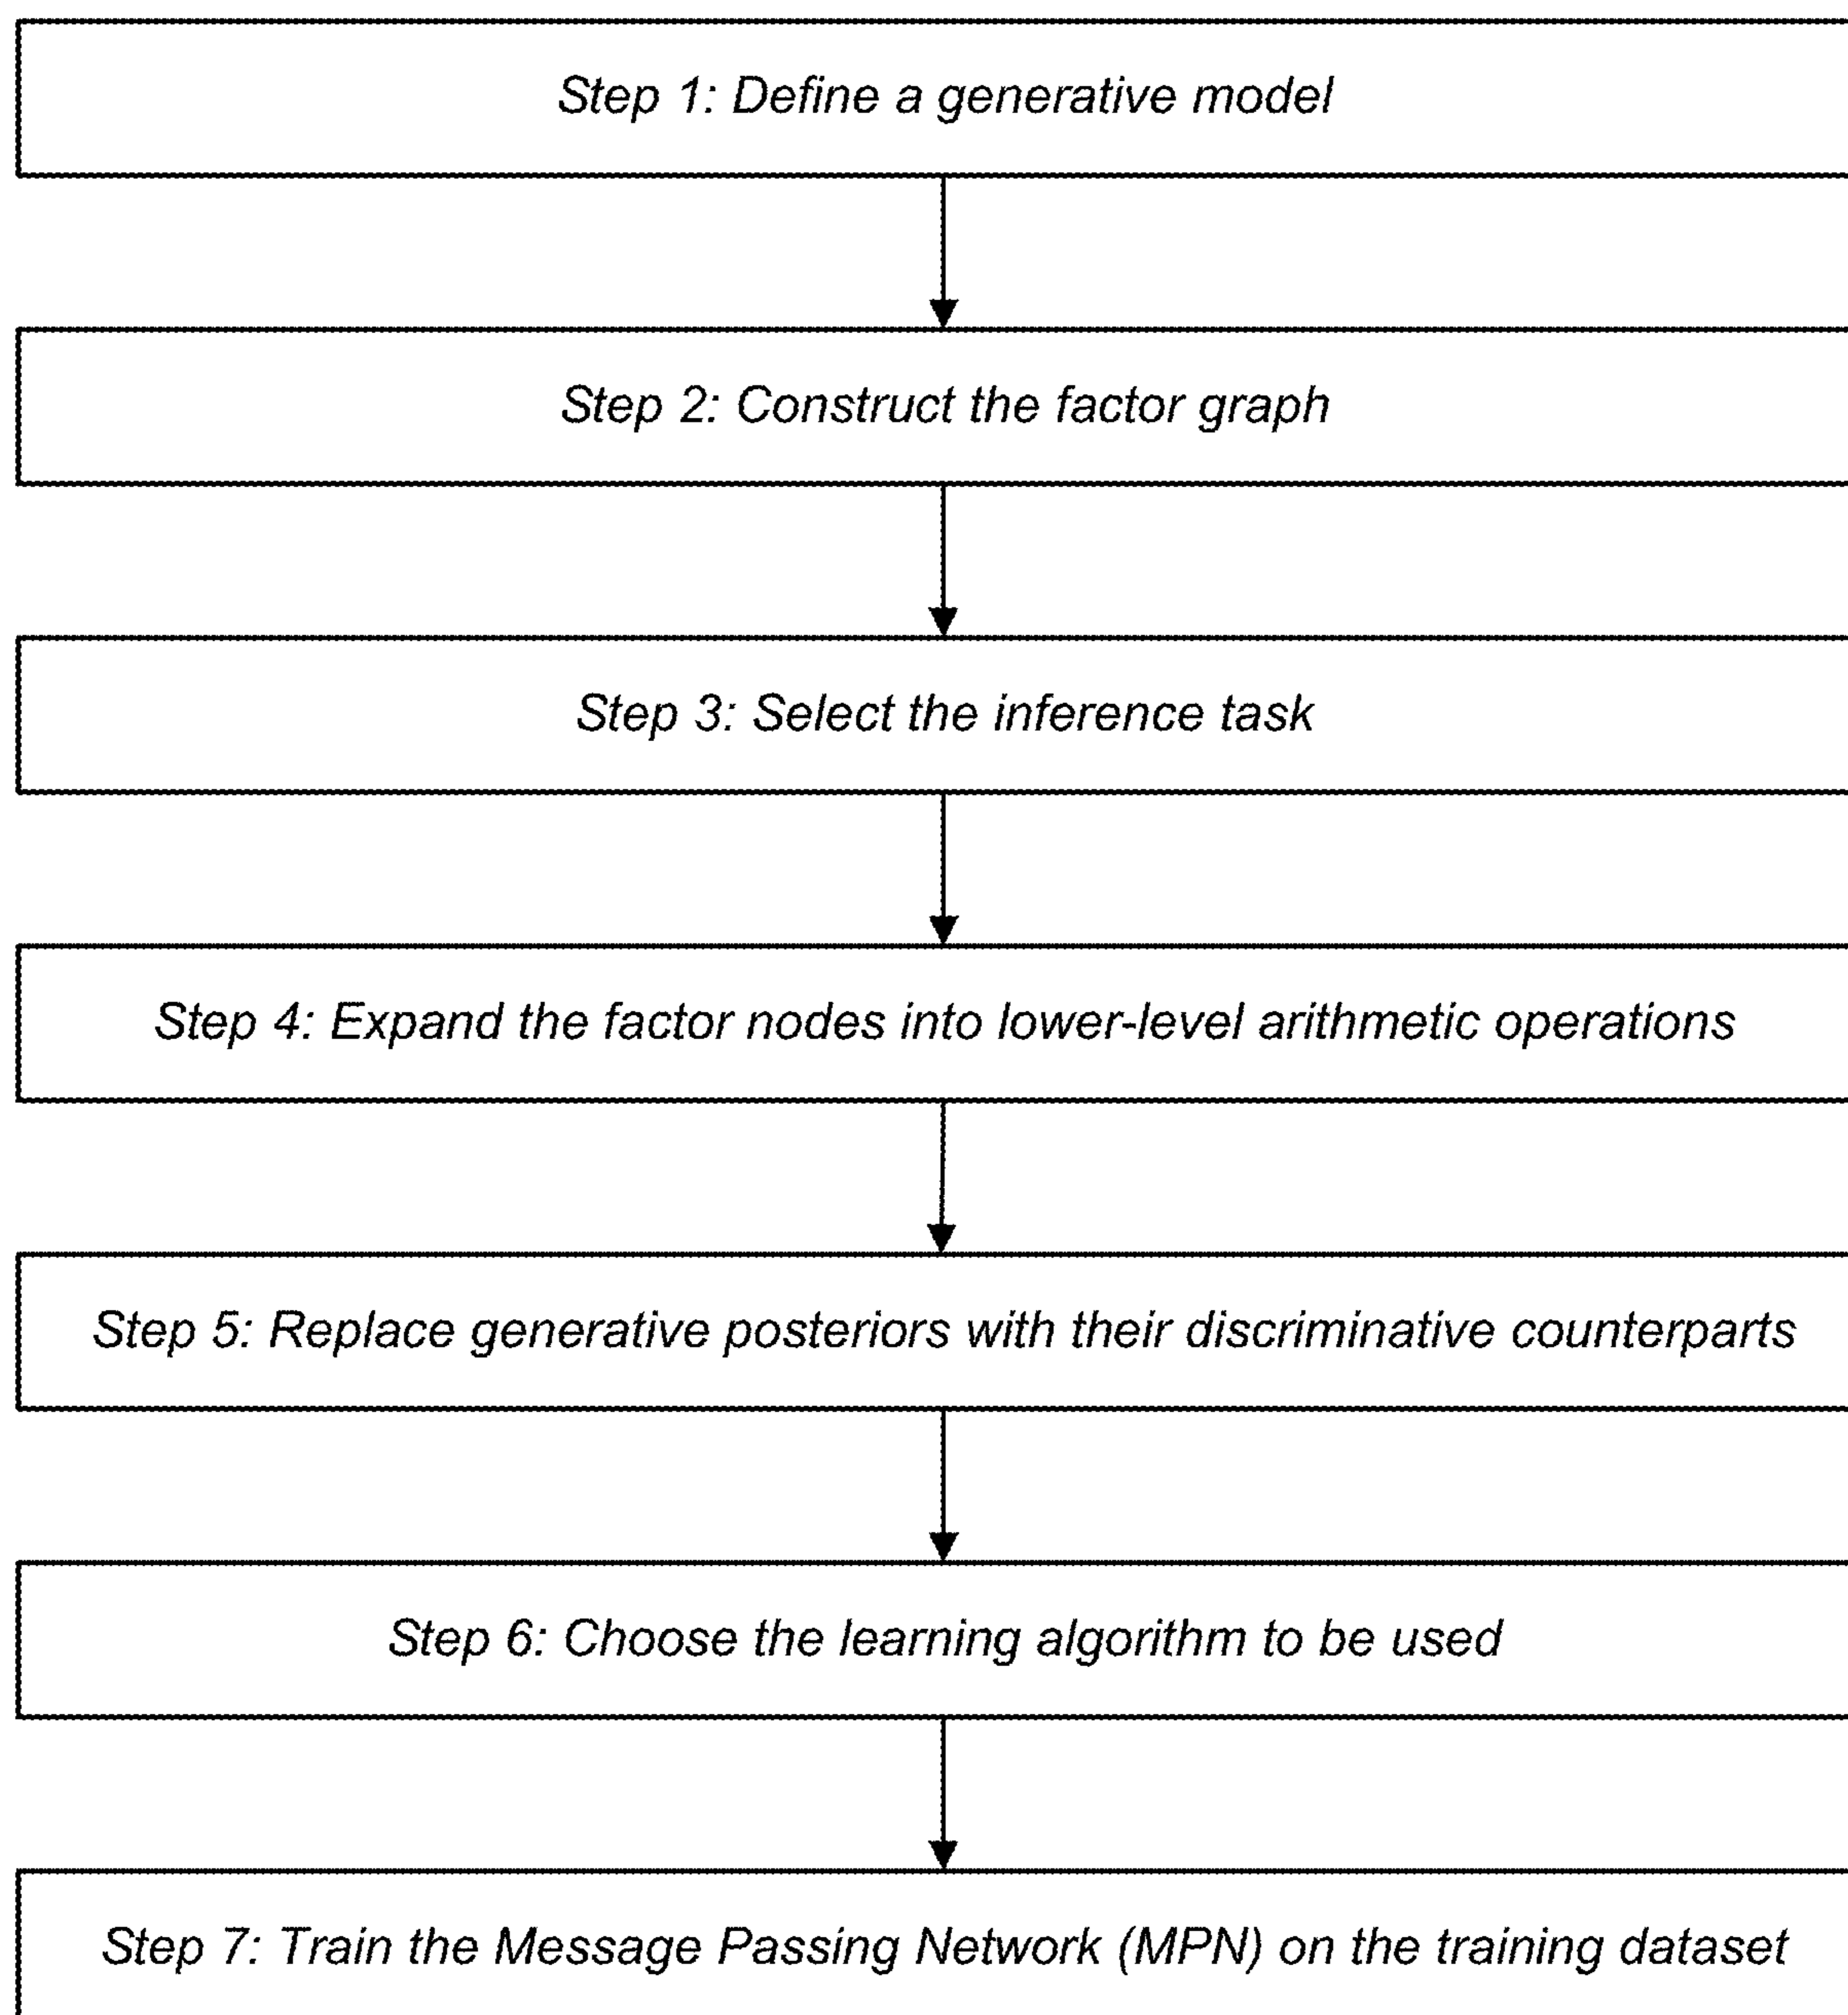 Step 1: Define a generative model
Step 2: Construct the factor graph
Step 3: Select the inference task
Step 4: Expand the factor nodes into lower-level arithmetic operations
Step 5: Replace generative posteriors with their discriminative counterparts
Step 6: Choose the learning algorithm to be used
Step 7: Train the Message Passing Network (MPN) on the training dataset